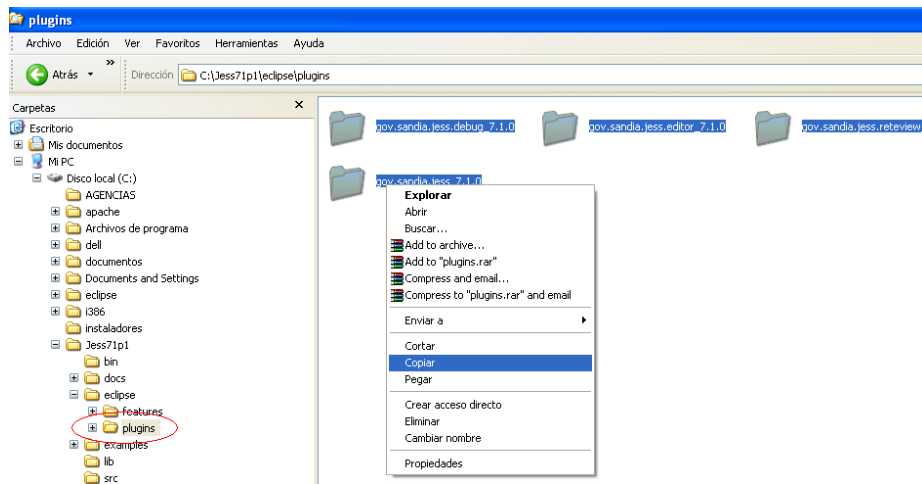 plugins
Archivo Edición Ver Favoritos Herramientas Ayuda
Atrás » Dirección C:\Jess71p1\eclipse\plugins
Carpetas x
Escritorio
Mis documentos
Mi PC
Disco local (C:)
AGENCIAS
apache
Archivos de programa
dell
documentos
Documents and Settings
eclipse
i386
instaladores
Jess71p1
bin
docs
eclipse
features
plugins
examples
lib
src
gov.sandia.jess.debug_7.1.0 gov.sandia.jess.editor_7.1.0 gov.sandia.jess.reteview
gov.sandia.jess_7.1.0
Explorar
Abrir
Buscar...
Add to archive...
Add to "plugins.rar"
Compress and email...
Compress to "plugins.rar" and email
Enviar a
Cortar
Copiar
Pegar
Crear acceso directo
Eliminar
Cambiar nombre
Propiedades